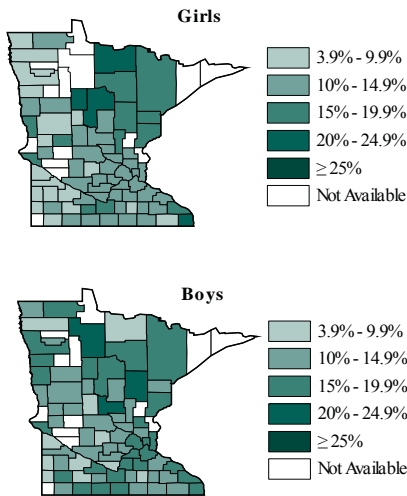 Girls
3.9% - 9.9%
10% - 14.9%
15% - 19.9%
20% - 24.9%
≥ 25%
Not Available
Boys
3.9% - 9.9%
10% - 14.9%
15% - 19.9%
20% - 24.9%
≥ 25%
Not Available